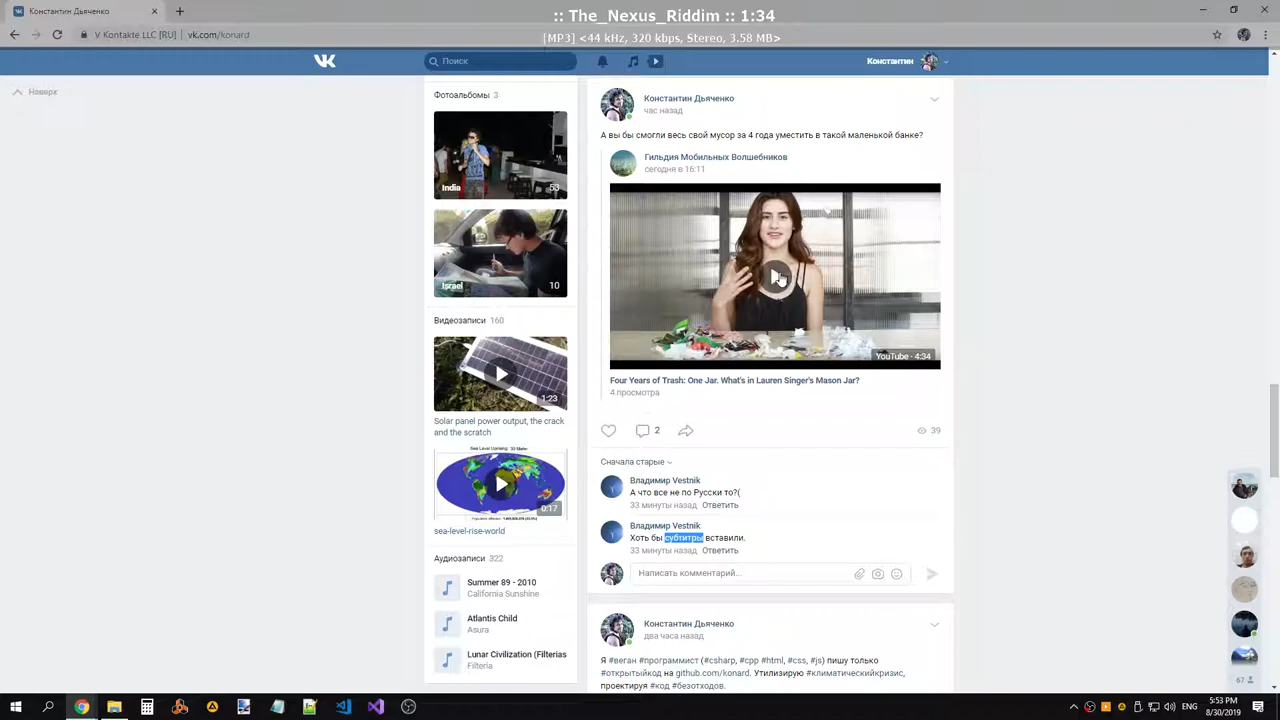 Константин Дьяченко
:: The_Nexus_Riddim :: 1:34
V Kontakte LLC [RU] | vk.com/konard
[MP3] <44 kHz, 320 kbps, Stereo, 3.58 MB>
Поиск
Константин
Наверх
Фотоальбомы 3
India 53
Israel 10
Видеозаписи 160
1:23
Solar panel power output, the crack
and the scratch
Sea Level Uprising: 33 Meter
0:17
sea-level-rise-world
Аудиозаписи 322
Summer 89 - 2010
California Sunshine
Atlantis Child
Asura
Lunar Civilization (Filterias
Filteria
Константин Дьяченко
час назад
А вы бы смогли весь свой мусор за 4 года уместить в такой маленькой банке?
Гильдия Мобильных Волшебников
сегодня в 16:11
YouTube · 4:34
Four Years of Trash: One Jar. What's in Lauren Singer's Mason Jar?
4 просмотра
2
39
Сначала старые
Владимир Vestnik
А что все не по Русски то?(
33 минуты назад Ответить
Владимир Vestnik
Хоть бы субтитры вставили.
33 минуты назад Ответить
Написать комментарий...
Константин Дьяченко
два часа назад
Я #веган #программист (#csharp, #cpp #html, #css, #js) пишу только
#открытыйкод на github.com/konard. Утилизирую #климатическийкризис,
проектируя #код #безотходов.
67
ENG
5:53 PM
8/30/2019